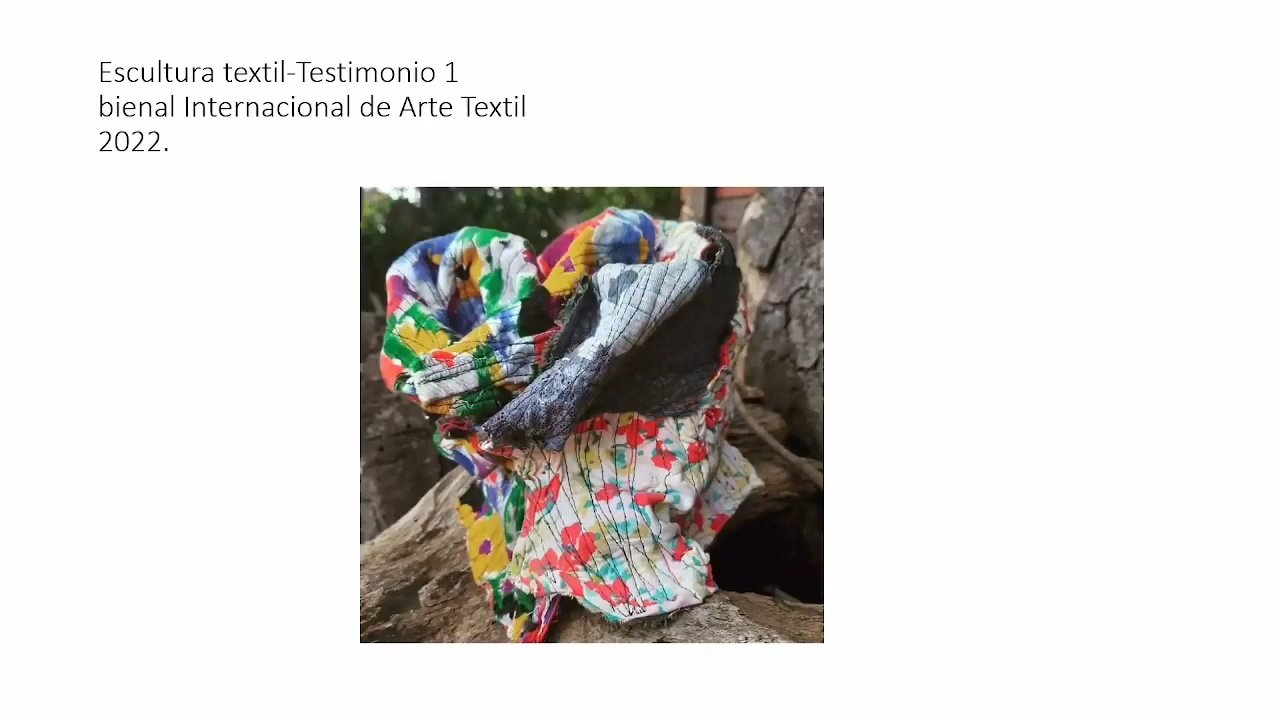 Escultura textil-Testimonio 1
bienal Internacional de Arte Textil
2022.